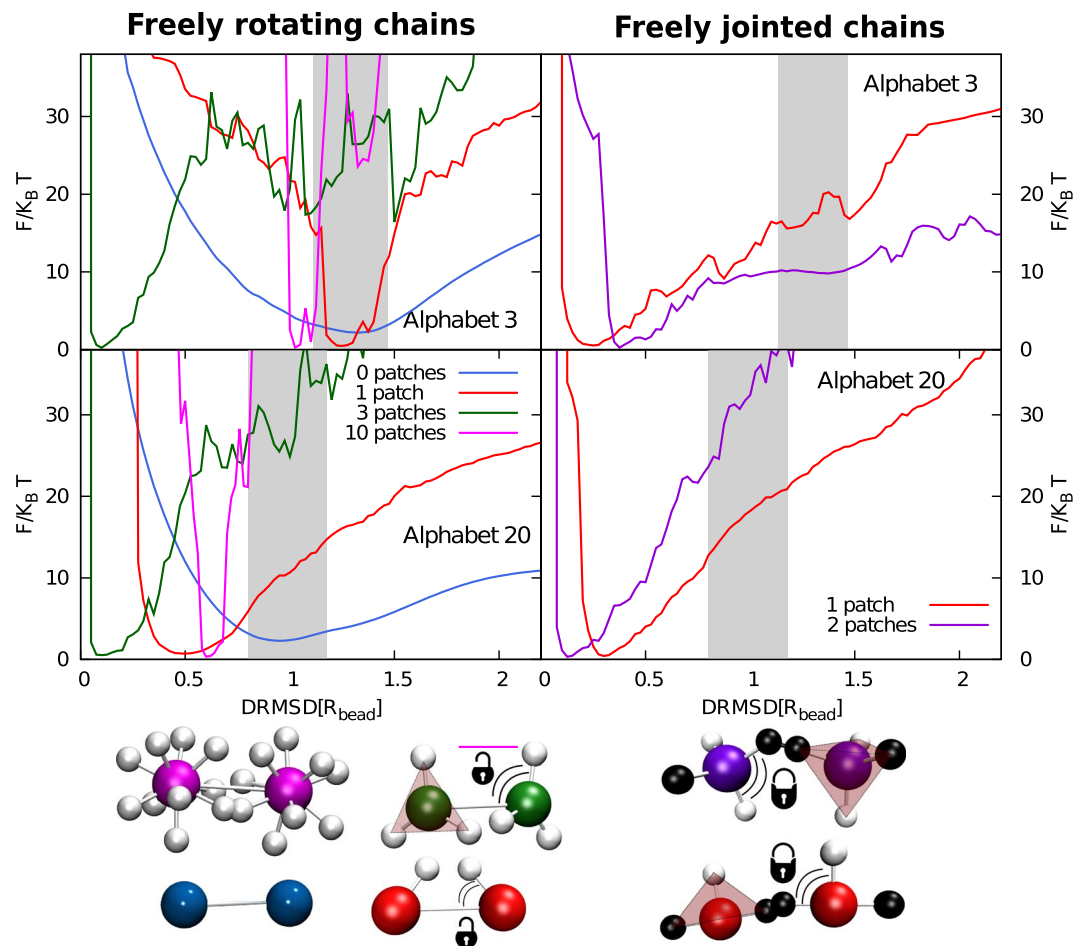 Freely rotating chains
Freely jointed chains
F/K_B T
30
20
10
0
Alphabet 3
Alphabet 3
30
20
10
0
F/K_B T
F/K_B T
30
20
10
0
0 patches
1 patch
3 patches
10 patches
Alphabet 20
Alphabet 20
1 patch
2 patches
30
20
10
0
F/K_B T
0
0.5
1
1.5
2
0
0.5
1
1.5
2
DRMSD[R_bead]
DRMSD[R_bead]